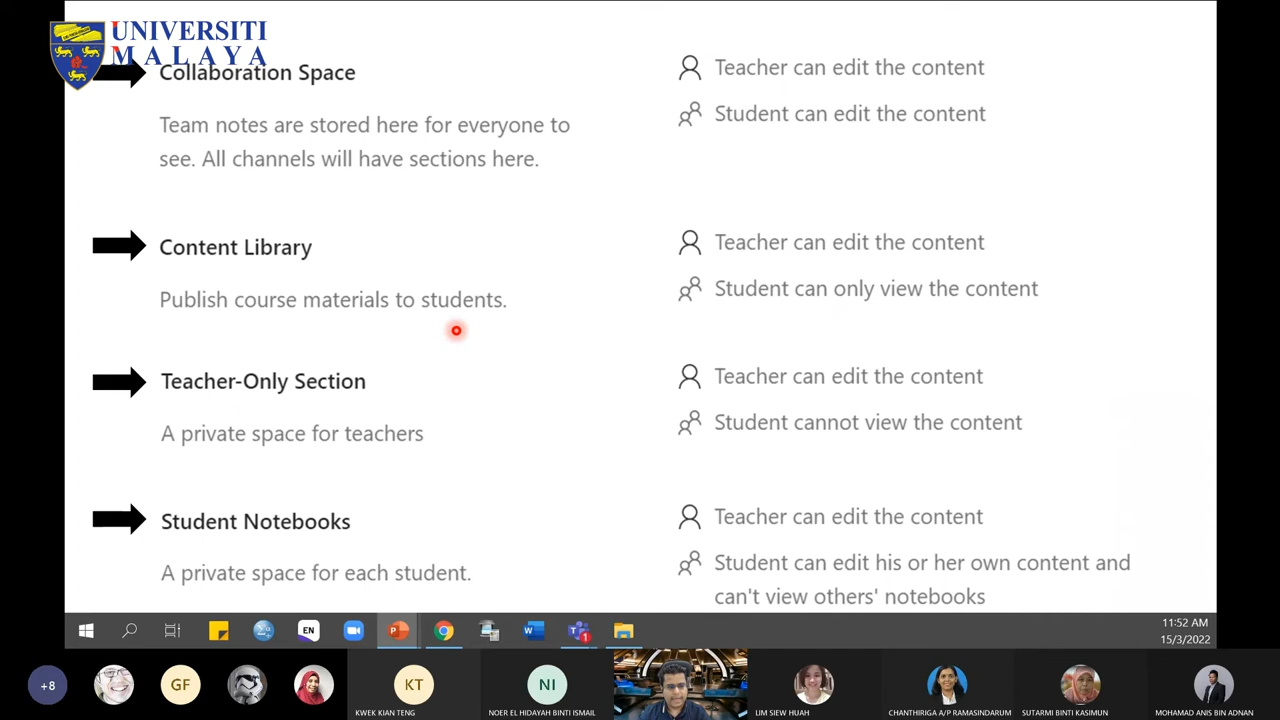 UNIVERSITI
MALAYA
Collaboration Space
Team notes are stored here for everyone to
see. All channels will have sections here.
Teacher can edit the content
Student can edit the content
Content Library
Publish course materials to students.
Teacher can edit the content
Student can only view the content
Teacher-Only Section
A private space for teachers
Teacher can edit the content
Student cannot view the content
Student Notebooks
A private space for each student.
Teacher can edit the content
Student can edit his or her own content and
can't view others' notebooks
EN
1
11:52 AM
15/3/2022
+8
GF
KT
NI
KWEK KIAN TENG
NOER EL HIDAYAH BINTI ISMAIL
LIM SIEW HUAH
CHANTHIRIGA A/P RAMASINDARUM
SUTARMI BINTI KASIMUN
MOHAMAD ANIS BIN ADNAN